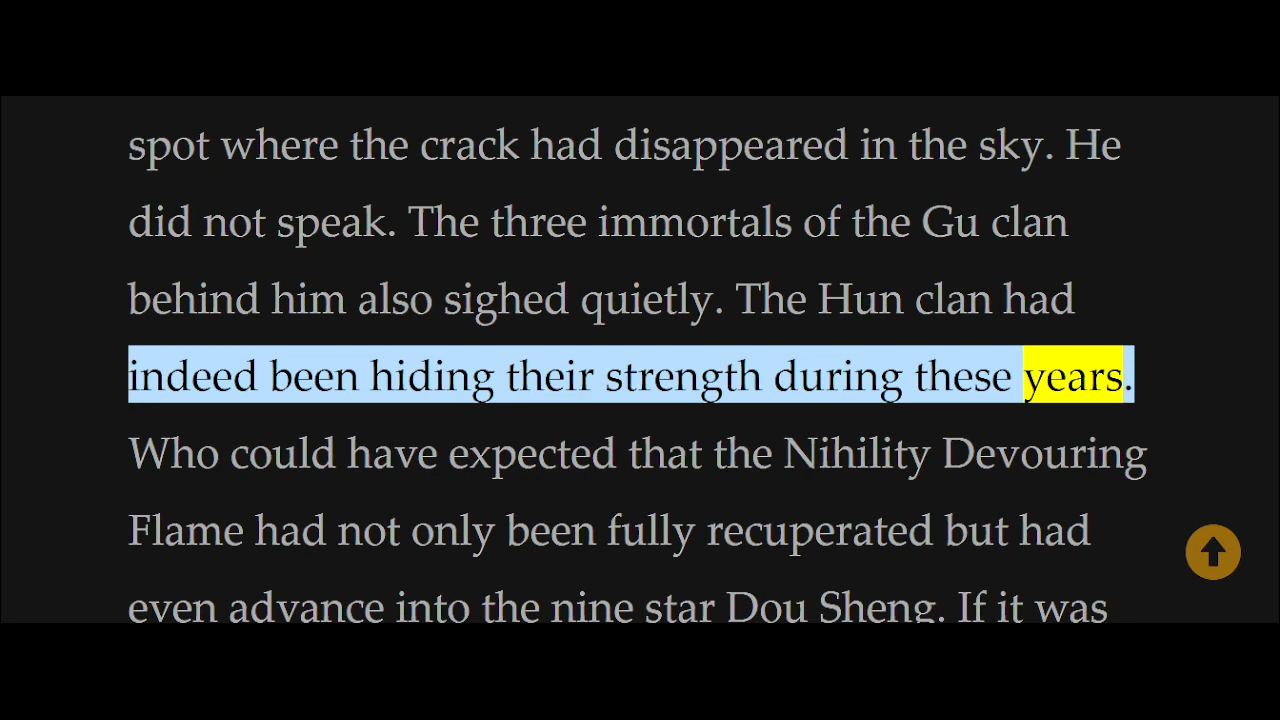 spot where the crack had disappeared in the sky. He
did not speak. The three immortals of the Gu clan
behind him also sighed quietly. The Hun clan had
indeed been hiding their strength during these years.
Who could have expected that the Nihility Devouring
Flame had not only been fully recuperated but had
even advance into the nine star Dou Sheng. If it was